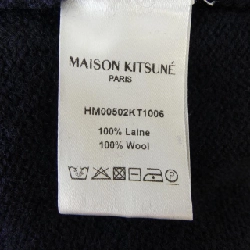 MAISON KITSUNÉ
PARIS
HM00502KT1006
100% Laine
100% Wool